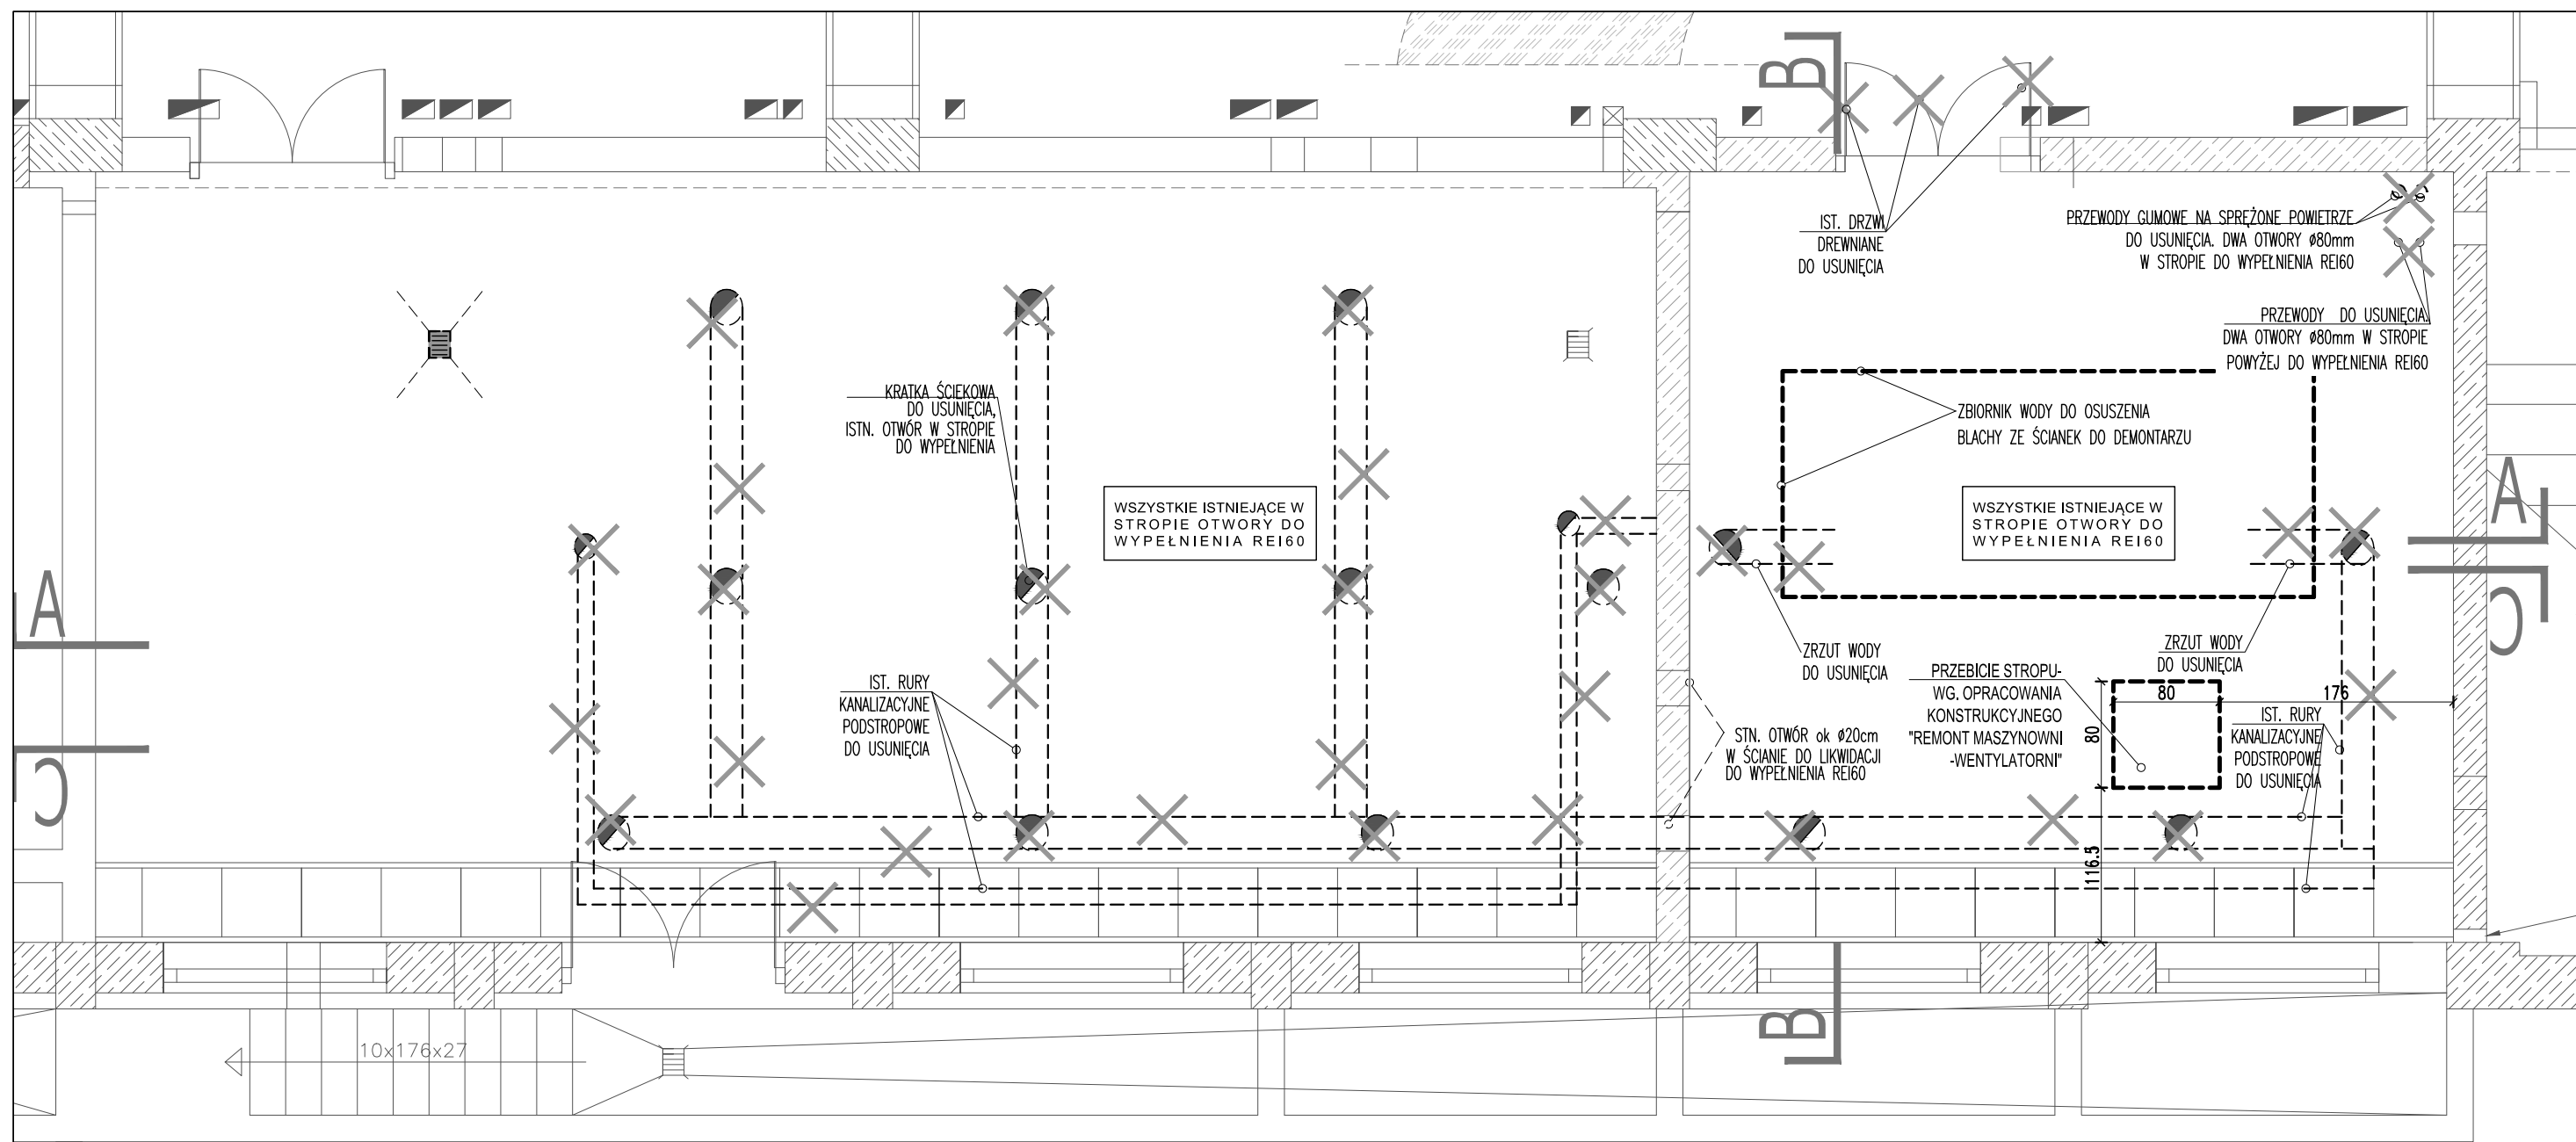 B
IST. DRZWI
DREWNIANE
DO USUNIĘCIA
PRZEWODY GUMOWE NA SPRĘŻONE POWIETRZE
DO USUNIĘCIA. DWA OTWORY ø80mm
W STROPIE DO WYPEŁNIENIA REI60
PRZEWODY DO USUNIĘCIA.
DWA OTWORY ø80mm W STROPIE
POWYŻEJ DO WYPEŁNIENIA REI60
KRATKA ŚCIEKOWA
DO USUNIĘCIA,
ISTN. OTWÓR W STROPIE
DO WYPEŁNIENIA
ZBIORNIK WODY DO OSUSZENIA
BLACHY ZE ŚCIANEK DO DEMONTARZU
WSZYSTKIE ISTNIEJĄCE W
STROPIE OTWORY DO
WYPEŁNIENIA REI60
WSZYSTKIE ISTNIEJĄCE W
STROPIE OTWORY DO
WYPEŁNIENIA REI60
A
A
C
C
ZRZUT WODY
DO USUNIĘCIA
ZRZUT WODY
DO USUNIĘCIA
IST. RURY
KANALIZACYJNE
PODSTROPOWE
DO USUNIĘCIA
PRZEBICIE STROPU-
WG. OPRACOWANIA
KONSTRUKCYJNEGO
"REMONT MASZYNOWNI
-WENTYLATORNI"
80
176
80
116.5
IST. RURY
KANALIZACYJNE
PODSTROPOWE
DO USUNIĘCIA
STN. OTWÓR ok ø20cm
W ŚCIANIE DO LIKWIDACJI
DO WYPEŁNIENIA REI60
B
10x176x27